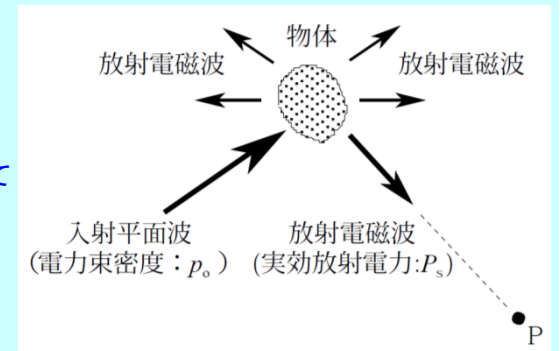 物体
放射電磁波
放射電磁波
て
入射平面波
(電力束密度：pₒ)
放射電磁波
(実効放射電力:Pₛ)
P